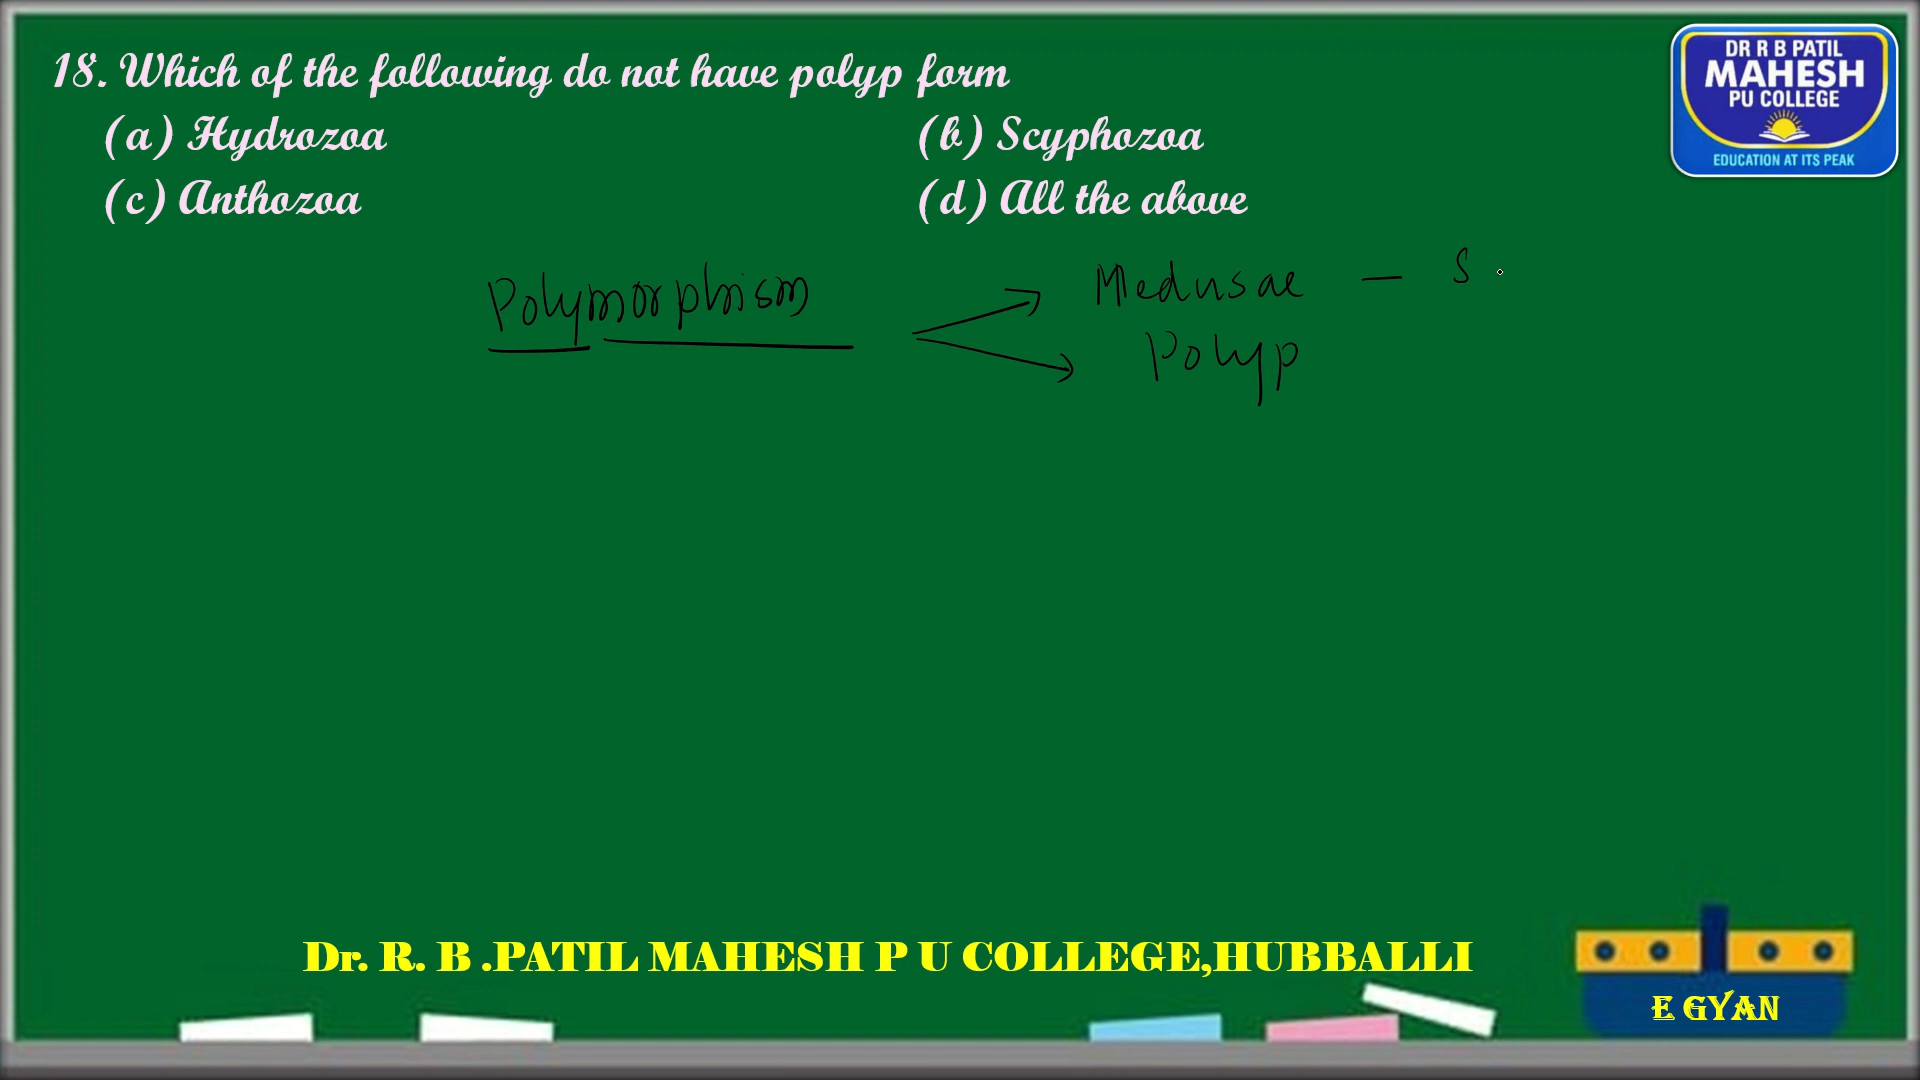 18. Which of the following do not have polyp form
(a) Hydrozoa (b) Scyphozoa
(c) Anthozoa (d) All the above
DR R B PATIL
MAHESH
PU COLLEGE
EDUCATION AT ITS PEAK
Polymorphism
Medusae - S
Polyp
Dr. R. B .PATIL MAHESH P U COLLEGE,HUBBALLI
E GYAN